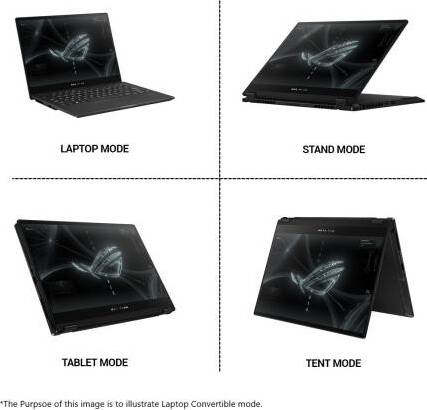 LAPTOP MODE
STAND MODE
TABLET MODE
TENT MODE
*The Purpsoe of this image is to illustrate Laptop Convertible mode.